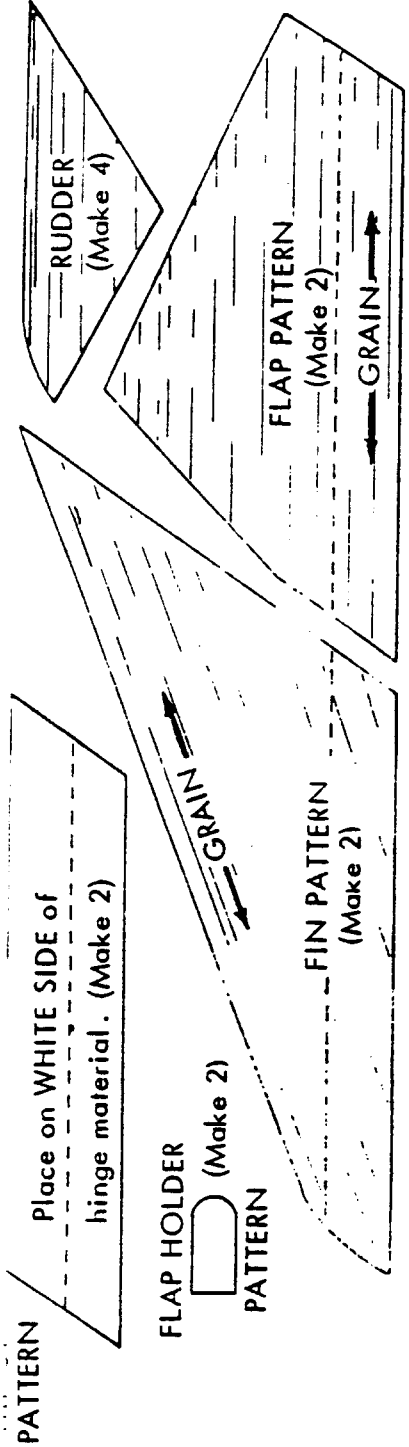 PATTERN
Place on WHITE SIDE of
hinge material. (Make 2)
FLAP HOLDER
(Make 2)
PATTERN
GRAIN
FIN PATTERN
(Make 2)
RUDDER
(Make 4)
FLAP PATTERN
(Make 2)
GRAIN